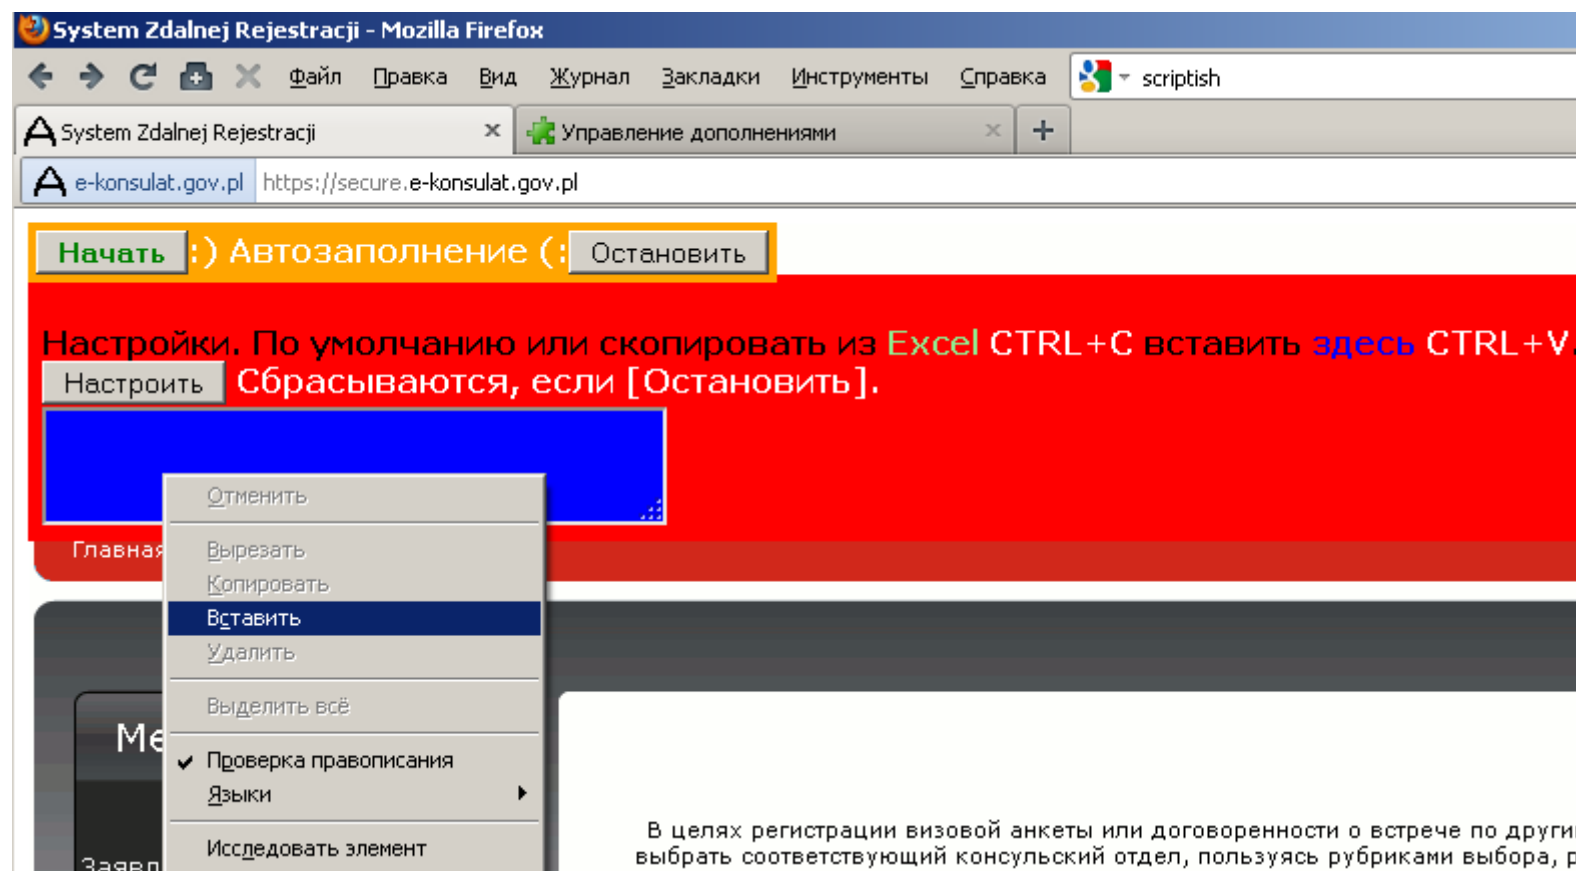 System Zdalnej Rejestracji - Mozilla Firefox
Файл Правка Вид Журнал Закладки Инструменты Справка scriptish
System Zdalnej Rejestracji Управление дополнениями
e-konsulat.gov.pl https://secure.e-konsulat.gov.pl
Начать :) Автозаполнение (: Остановить
Настройки. По умолчанию или скопировать из Excel CTRL+C вставить здесь CTRL+V.
Настроить Сбрасываются, если [Остановить].
Отменить
Главная
Вырезать
Копировать
Вставить
Удалить
Выделить всё
Ме
Проверка правописания
Языки
В целях регистрации визовой анкеты или договоренности о встрече по други
Исследовать элемент
выбрать соответствующий консульский отдел, пользуясь рубриками выбора, р
Заявл